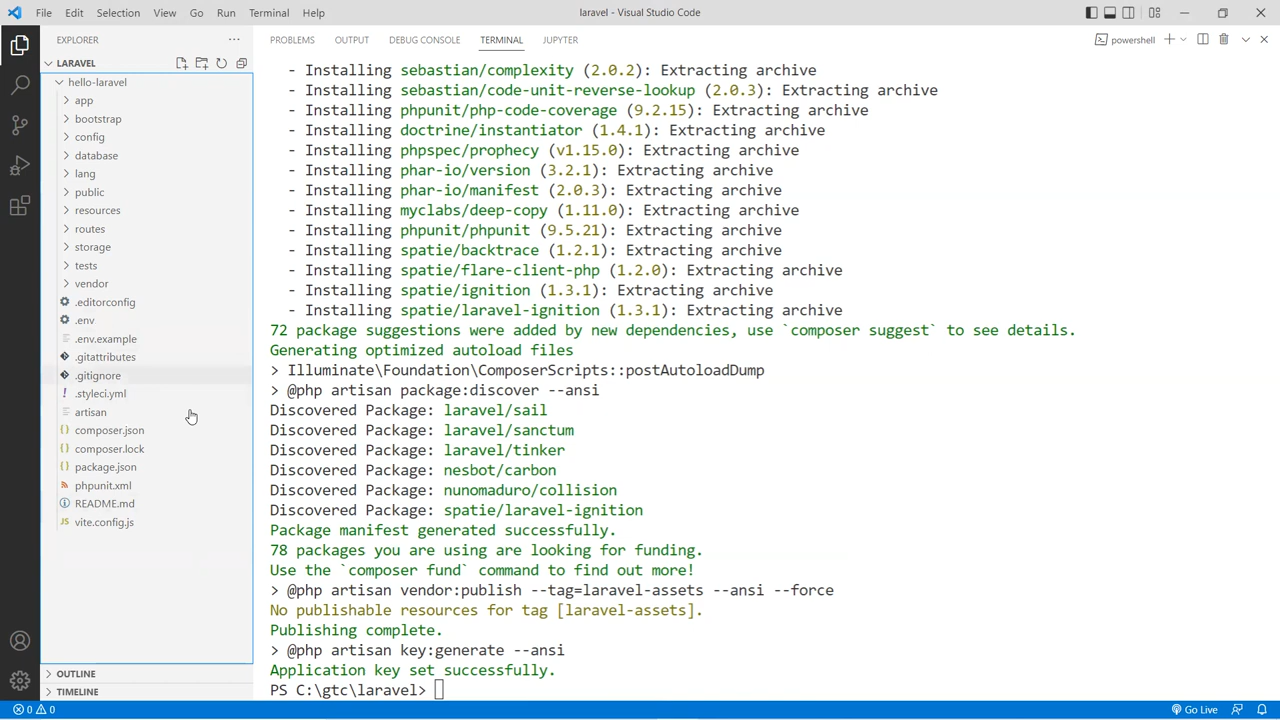 File Edit Selection View Go Run Terminal Help laravel - Visual Studio Code
EXPLORER ···
PROBLEMS OUTPUT DEBUG CONSOLE TERMINAL JUPYTER powershell
LARAVEL
hello-laravel
app
bootstrap
config
database
lang
public
resources
routes
storage
tests
vendor
.editorconfig
.env
.env.example
.gitattributes
.gitignore
.styleci.yml
artisan
composer.json
composer.lock
package.json
phpunit.xml
README.md
vite.config.js
OUTLINE
TIMELINE
- Installing sebastian/complexity (2.0.2): Extracting archive
- Installing sebastian/code-unit-reverse-lookup (2.0.3): Extracting archive
- Installing phpunit/php-code-coverage (9.2.15): Extracting archive
- Installing doctrine/instantiator (1.4.1): Extracting archive
- Installing phpspec/prophecy (v1.15.0): Extracting archive
- Installing phar-io/version (3.2.1): Extracting archive
- Installing phar-io/manifest (2.0.3): Extracting archive
- Installing myclabs/deep-copy (1.11.0): Extracting archive
- Installing phpunit/phpunit (9.5.21): Extracting archive
- Installing spatie/backtrace (1.2.1): Extracting archive
- Installing spatie/flare-client-php (1.2.0): Extracting archive
- Installing spatie/ignition (1.3.1): Extracting archive
- Installing spatie/laravel-ignition (1.3.1): Extracting archive
72 package suggestions were added by new dependencies, use `composer suggest` to see details.
Generating optimized autoload files
> Illuminate\Foundation\ComposerScripts::postAutoloadDump
> @php artisan package:discover --ansi
Discovered Package: laravel/sail
Discovered Package: laravel/sanctum
Discovered Package: laravel/tinker
Discovered Package: nesbot/carbon
Discovered Package: nunomaduro/collision
Discovered Package: spatie/laravel-ignition
Package manifest generated successfully.
78 packages you are using are looking for funding.
Use the `composer fund` command to find out more!
> @php artisan vendor:publish --tag=laravel-assets --ansi --force
No publishable resources for tag [laravel-assets].
Publishing complete.
> @php artisan key:generate --ansi
Application key set successfully.
PS C:\gtc\laravel>
0 0 Go Live